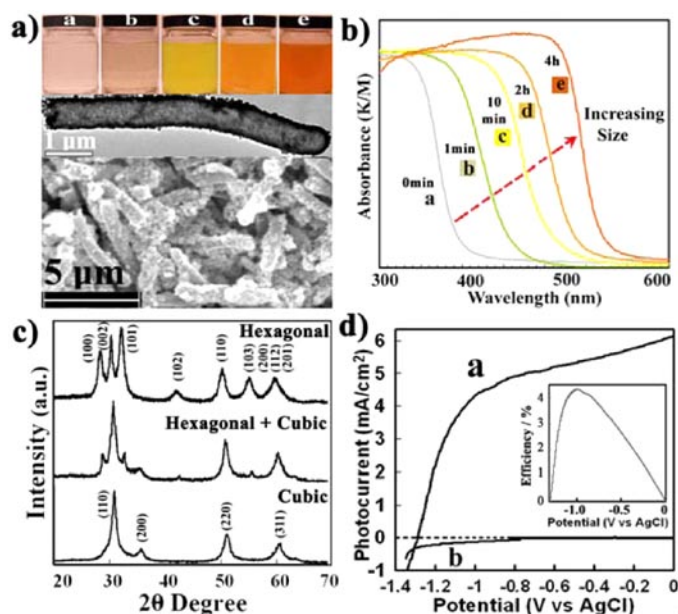 a)
a b c d e
1 µm
5 µm
b)
Absorbance (K/M)
4h
e
2h
d
10
min
c
1min
b
0min
a
Increasing
Size
300 400 500 600
Wavelength (nm)
c)
Intensity (a.u.)
Hexagonal
(100) (002) (101) (102) (110) (103) (200) (112) (201)
Hexagonal + Cubic
Cubic
(110) (200) (220) (311)
20 30 40 50 60 70
2θ Degree
d)
Photocurrent (mA/cm²)
6
5
4
3
2
1
0
-1
a
b
Efficiency / %
4
3
2
1
0
-1.0 -0.5 0
Potential (V vs AgCl)
-1.4 -1.2 -1 -0.8 -0.6 -0.4 -0.2 0
Potential (V vs AgCl)